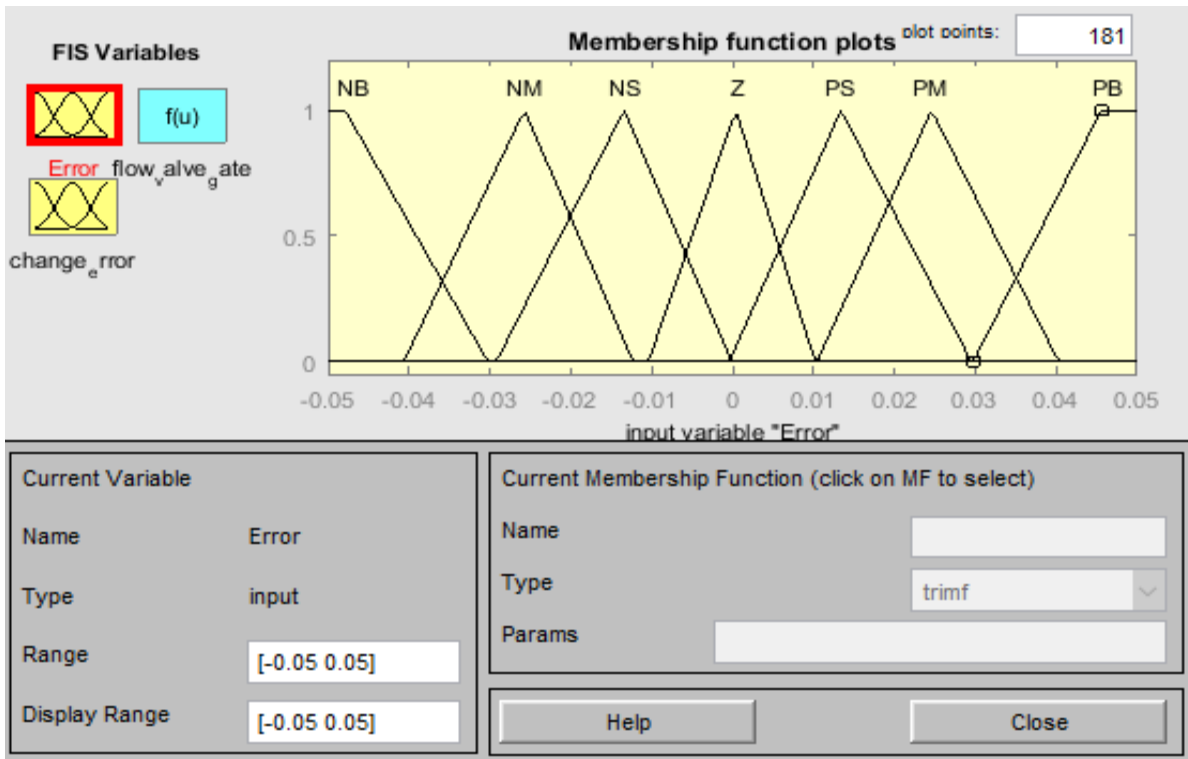 FIS Variables
Membership function plots
plot points:
181
f(u)
Error
flow_valve_gate
change_error
NB
NM
NS
Z
PS
PM
PB
1
0.5
0
-0.05
-0.04
-0.03
-0.02
-0.01
0
0.01
0.02
0.03
0.04
0.05
input variable "Error"
Current Variable
Name
Error
Type
input
Range
[-0.05 0.05]
Display Range
[-0.05 0.05]
Current Membership Function (click on MF to select)
Name
Type
trimf
Params
Help
Close